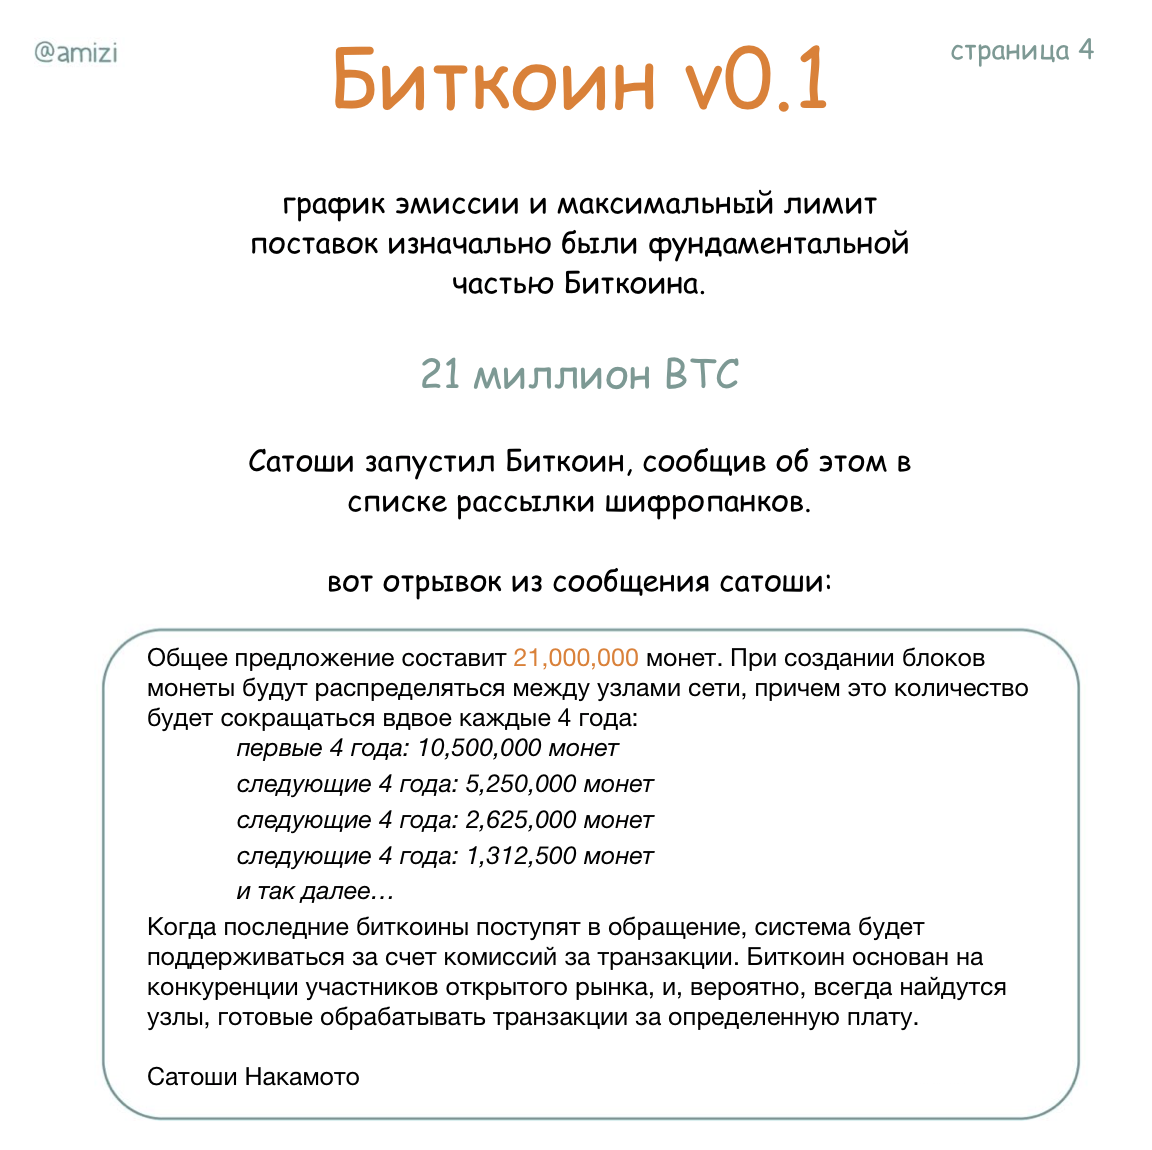 @amizi
Биткоин v0.1
страница 4
график эмиссии и максимальный лимит
поставок изначально были фундаментальной
частью Биткоина.
21 миллион BTC
Сатоши запустил Биткоин, сообщив об этом в
списке рассылки шифропанков.
вот отрывок из сообщения сатоши:
Общее предложение составит 21,000,000 монет. При создании блоков
монеты будут распределяться между узлами сети, причем это количество
будет сокращаться вдвое каждые 4 года:
первые 4 года: 10,500,000 монет
следующие 4 года: 5,250,000 монет
следующие 4 года: 2,625,000 монет
следующие 4 года: 1,312,500 монет
и так далее...
Когда последние биткоины поступят в обращение, система будет
поддерживаться за счет комиссий за транзакции. Биткоин основан на
конкуренции участников открытого рынка, и, вероятно, всегда найдутся
узлы, готовые обрабатывать транзакции за определенную плату.
Сатоши Накамото